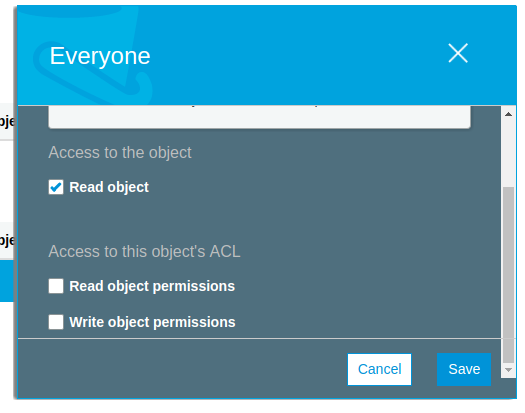 Everyone
Access to the object
Read object
Access to this object's ACL
Read object permissions
Write object permissions
Cancel
Save